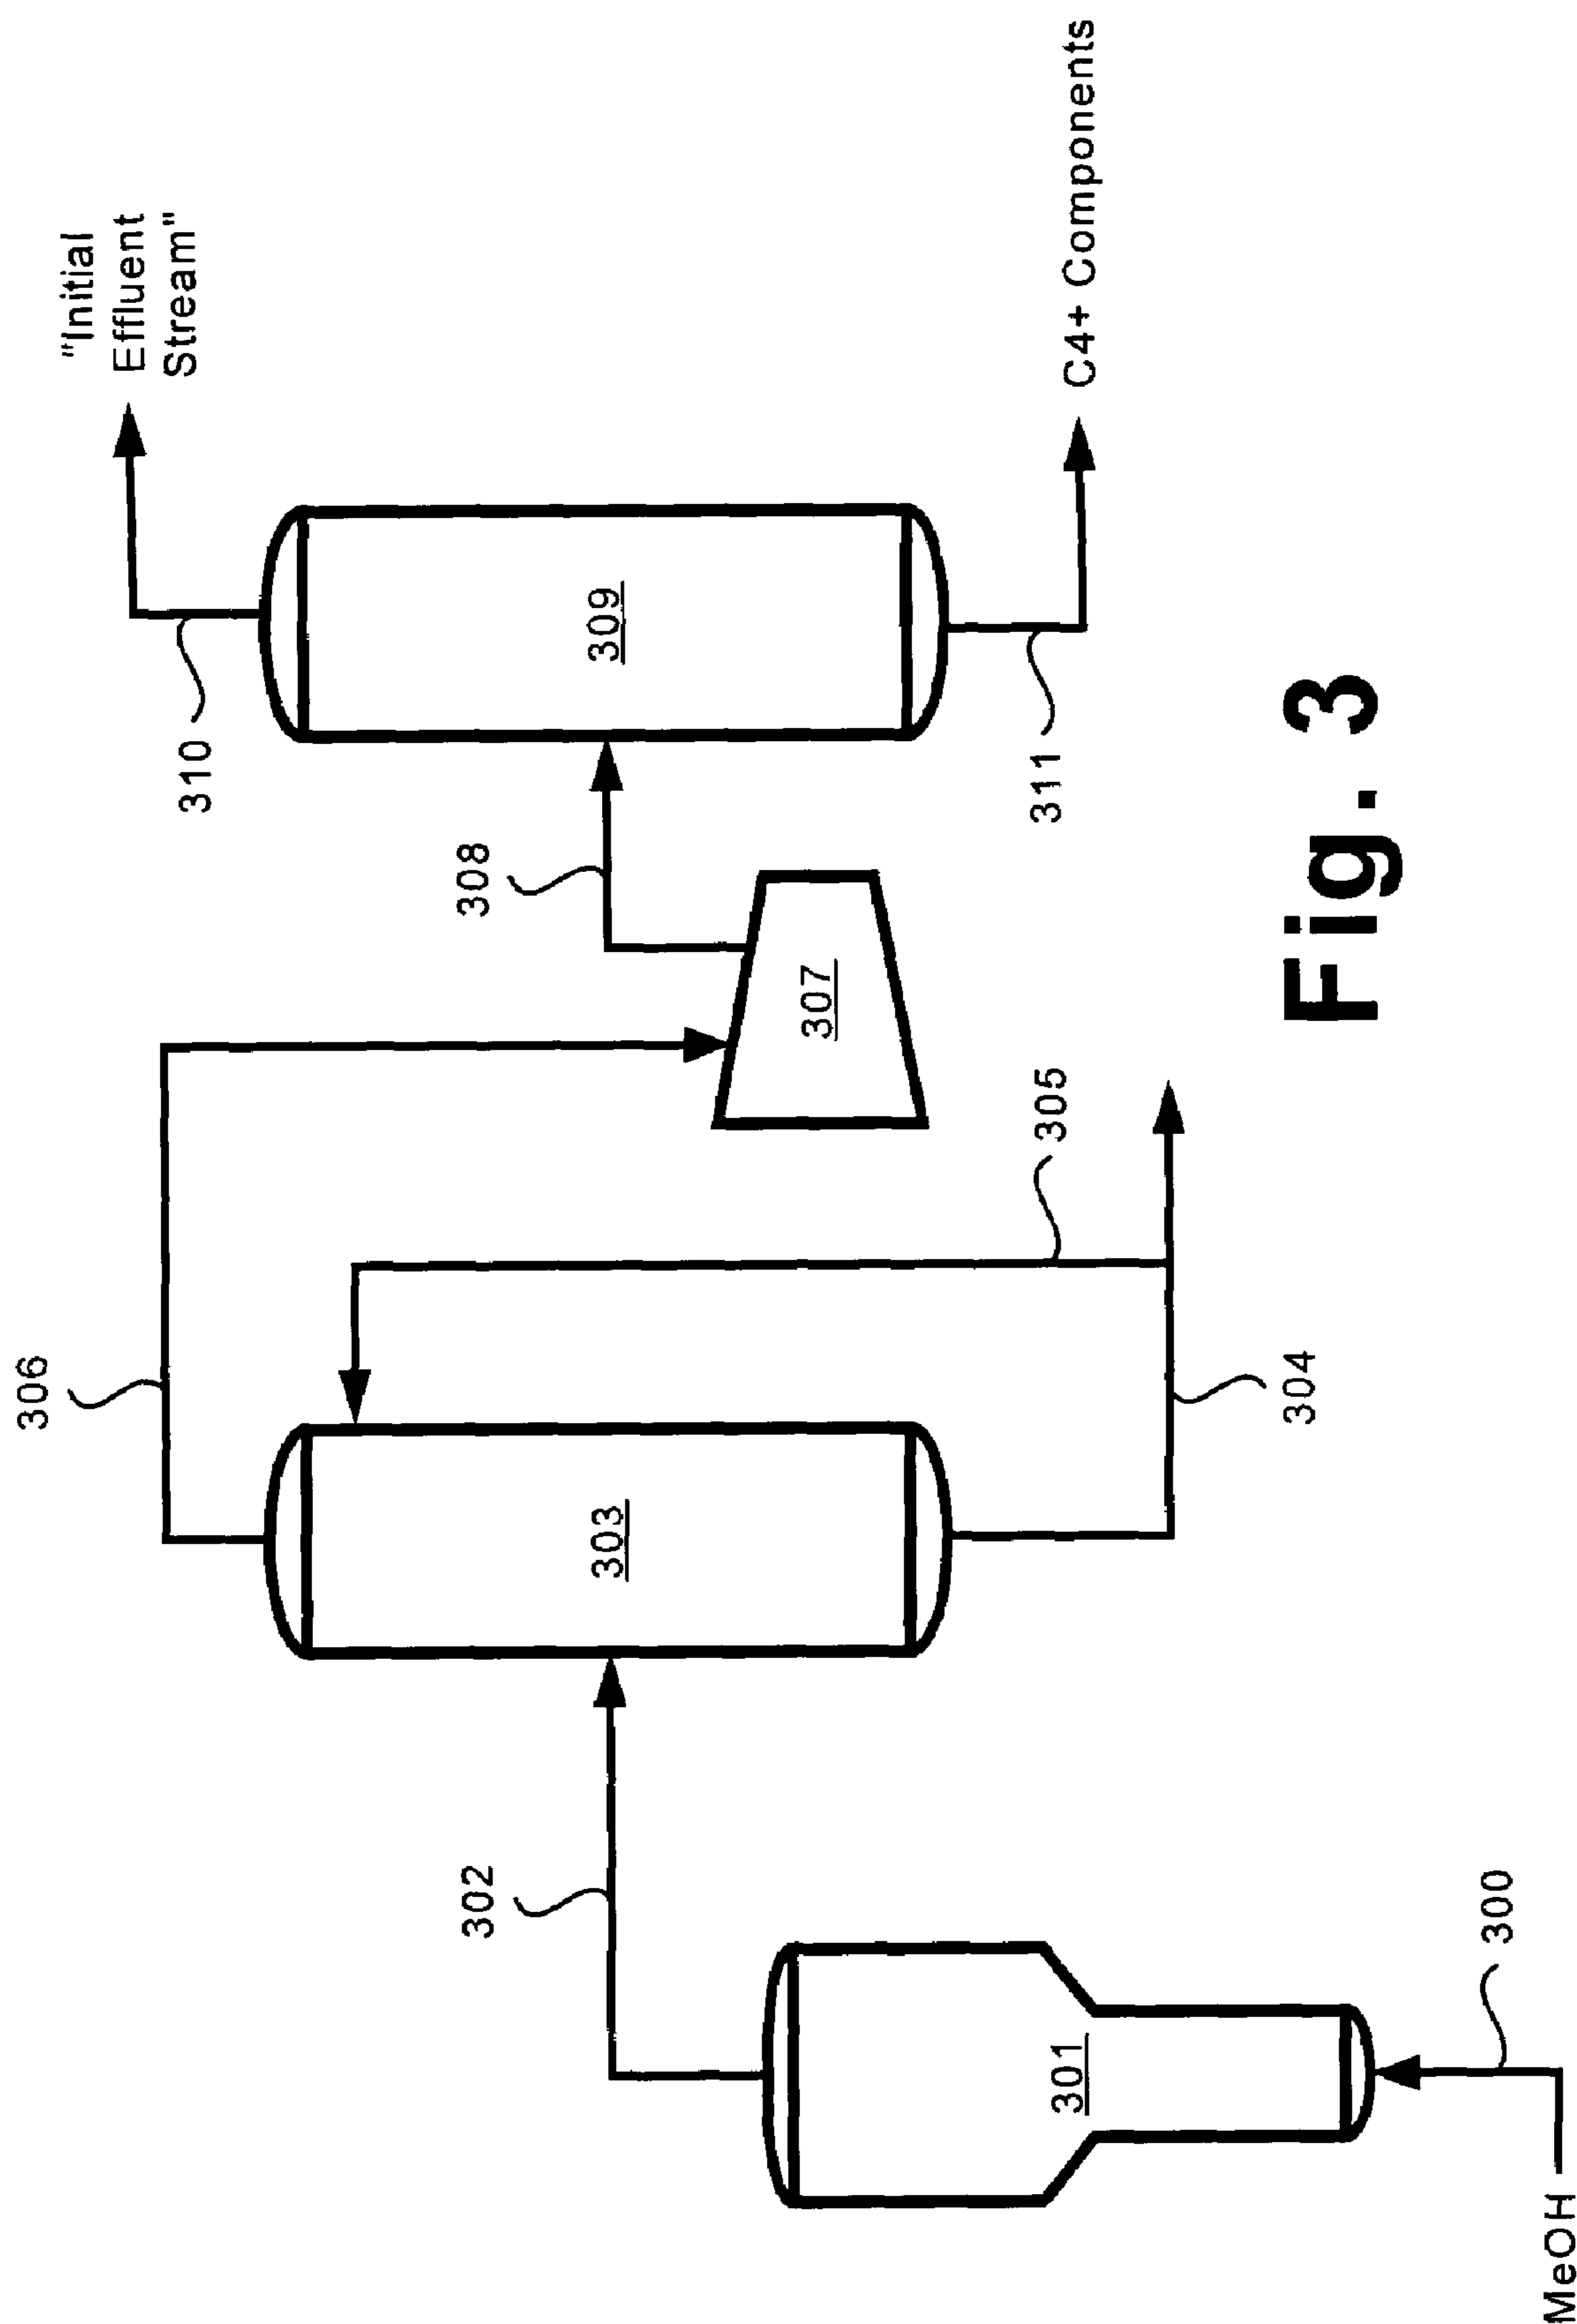 "Initial
Effluent
Stream"
310
306
308
309
302
303
307
305
311
C4+ Components
301
304
300
MeOH
Fig. 3